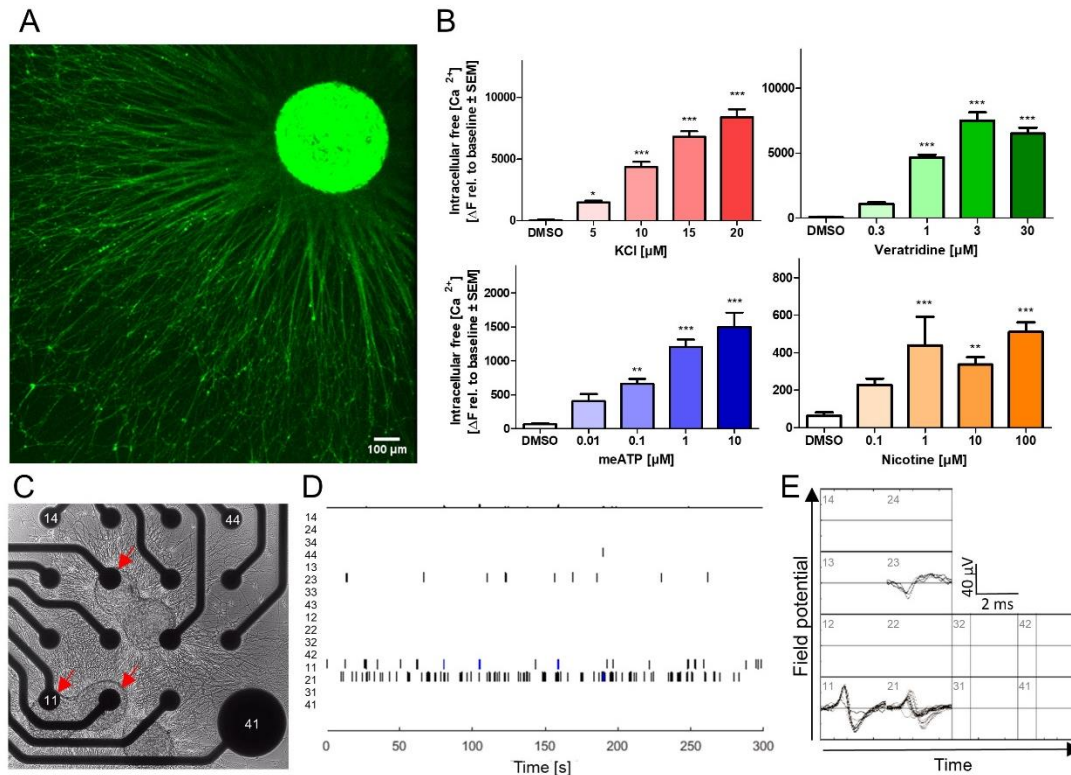 A
100 µm
B
Intracellular free [Ca 2+]
[ΔF rel. to baseline ± SEM]
10000
5000
0
*
***
***
***
DMSO 5 10 15 20
KCl [µM]
10000
5000
0
***
***
***
DMSO 0.3 1 3 30
Veratridine [µM]
Intracellular free [Ca 2+]
[ΔF rel. to baseline ± SEM]
2000
1500
1000
500
0
**
***
***
DMSO 0.01 0.1 1 10
meATP [µM]
800
600
400
200
0
***
**
***
DMSO 0.1 1 10 100
Nicotine [µM]
C
14 44
11 41
D
14
24
34
44
13
23
33
43
12
22
32
42
11
21
31
41
0 50 100 150 200 250 300
Time [s]
E
Field potential
14 24
13 23
40 µV
2 ms
12 22 32 42
11 21 31 41
Time